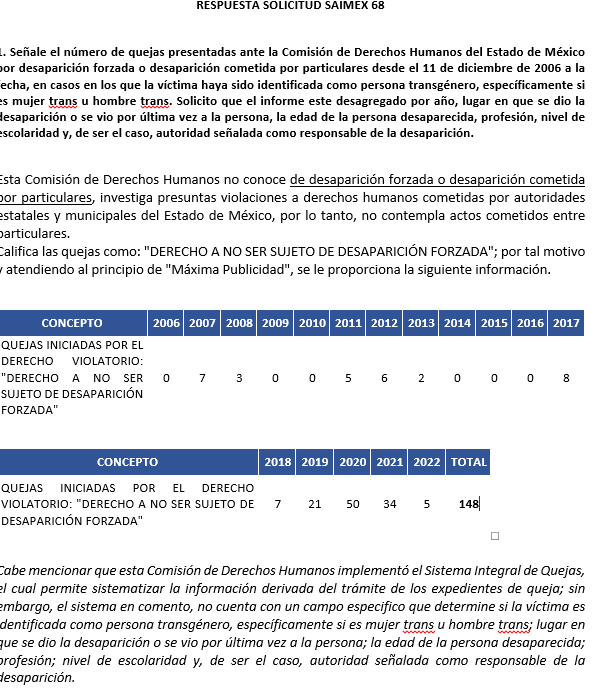 RESPUESTA SOLICITUD SAIMEX 68
1. Señale el número de quejas presentadas ante la Comisión de Derechos Humanos del Estado de México
por desaparición forzada o desaparición cometida por particulares desde el 11 de diciembre de 2006 a la
fecha, en casos en los que la víctima haya sido identificada como persona transgénero, específicamente si
es mujer trans u hombre trans. Solicito que el informe este desagregado por año, lugar en que se dio la
desaparición o se vio por última vez a la persona, la edad de la persona desaparecida, profesión, nivel de
escolaridad y, de ser el caso, autoridad señalada como responsable de la desaparición.
Esta Comisión de Derechos Humanos no conoce de desaparición forzada o desaparición cometida
por particulares, investiga presuntas violaciones a derechos humanos cometidas por autoridades
estatales y municipales del Estado de México, por lo tanto, no contempla actos cometidos entre
particulares.
Califica las quejas como: "DERECHO A NO SER SUJETO DE DESAPARICIÓN FORZADA"; por tal motivo
y atendiendo al principio de "Máxima Publicidad", se le proporciona la siguiente información.
CONCEPTO 2006 2007 2008 2009 2010 2011 2012 2013 2014 2015 2016 2017
QUEJAS INICIADAS POR EL
DERECHO VIOLATORIO:
"DERECHO A NO SER
SUJETO DE DESAPARICIÓN
FORZADA"
0 7 3 0 0 5 6 2 0 0 0 8
CONCEPTO 2018 2019 2020 2021 2022 TOTAL
QUEJAS INICIADAS POR EL DERECHO
VIOLATORIO: "DERECHO A NO SER SUJETO DE
DESAPARICIÓN FORZADA"
7 21 50 34 5 148
Cabe mencionar que esta Comisión de Derechos Humanos implementó el Sistema Integral de Quejas,
el cual permite sistematizar la información derivada del trámite de los expedientes de queja; sin
embargo, el sistema en comento, no cuenta con un campo especifico que determine si la víctima es
identificada como persona transgénero, específicamente si es mujer trans u hombre trans; lugar en
que se dio la desaparición o se vio por última vez a la persona; la edad de la persona desaparecida;
profesión; nivel de escolaridad y, de ser el caso, autoridad señalada como responsable de la
desaparición.